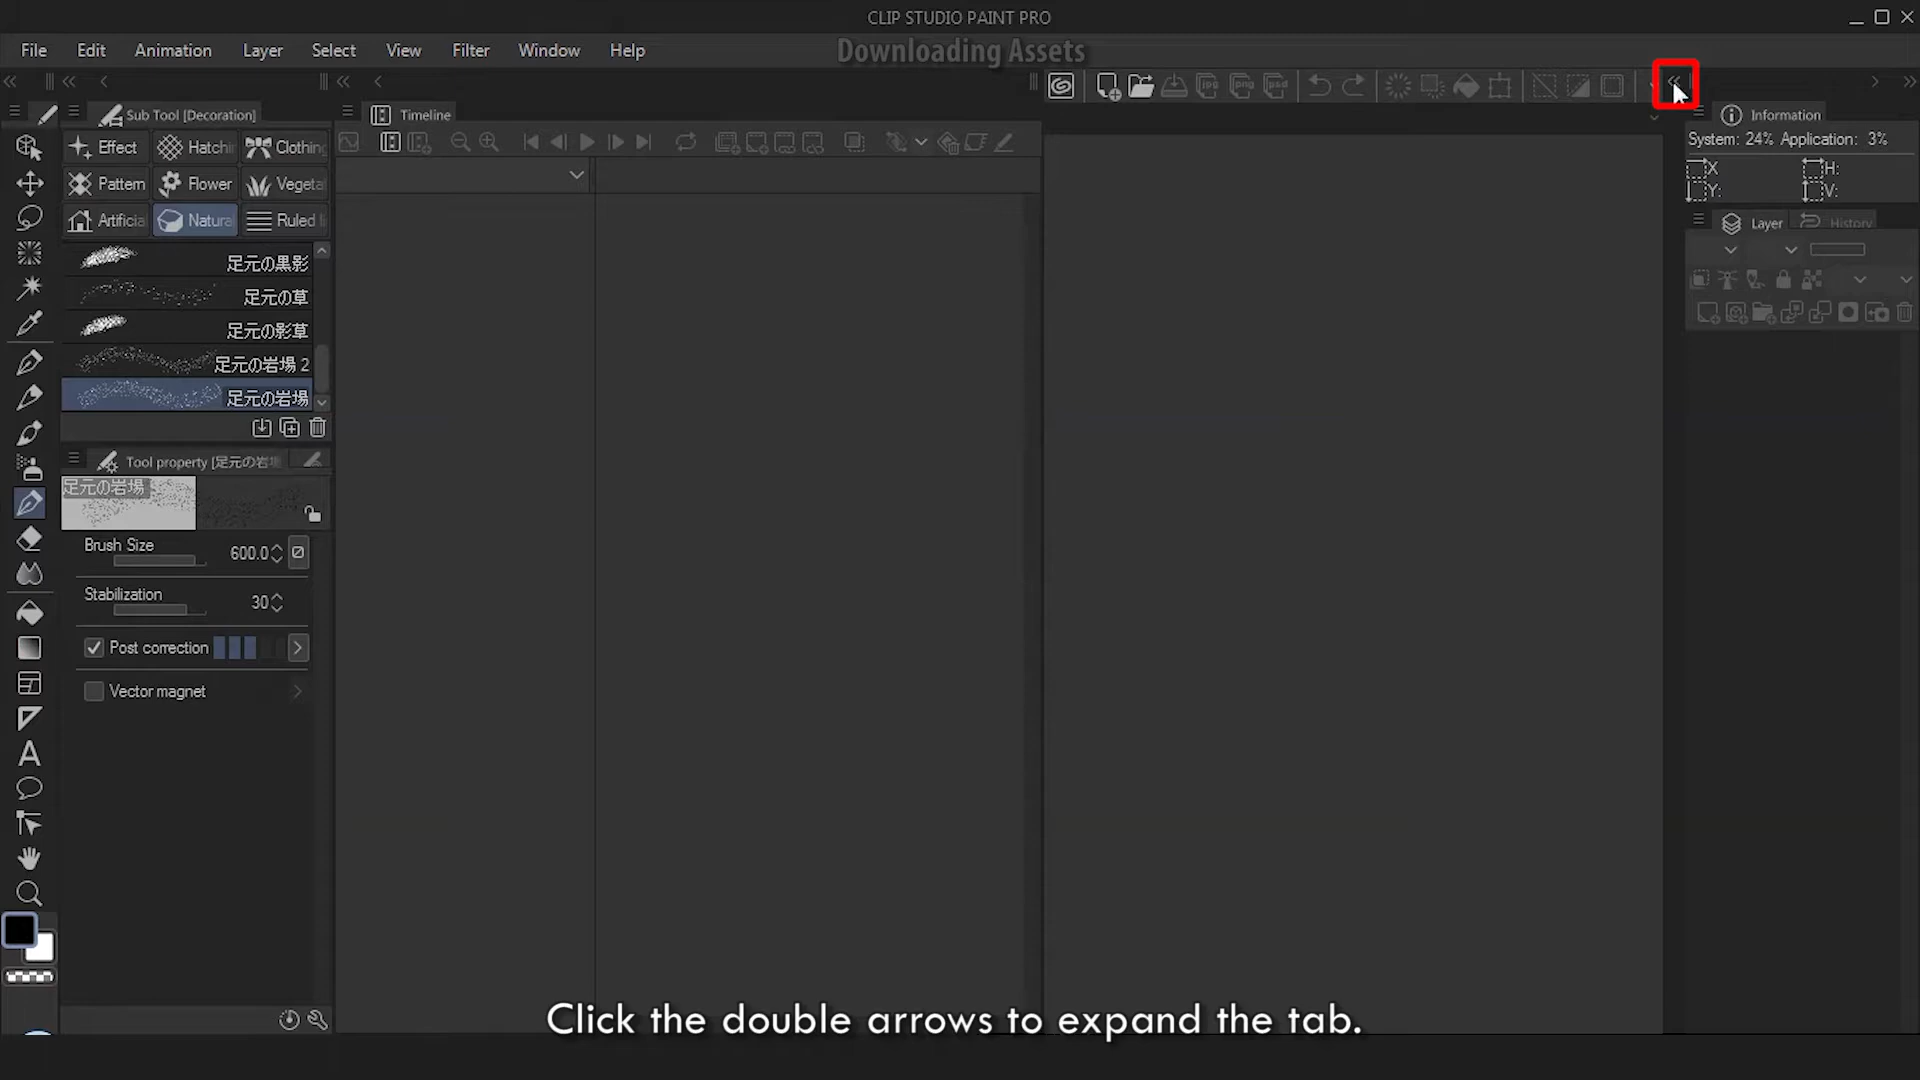 CLIP STUDIO PAINT PRO
File Edit Animation Layer Select View Filter Window Help
Downloading Assets
Sub Tool [Decoration]
Timeline
Information
System: 24% Application: 3%
Effect Hatchi Clothing
X H:
Y: V:
Pattern Flower Vegeta
Artificia Natura Ruled l
Layer History
足元の黒影
足元の草
足元の影草
足元の岩場 2
足元の岩場
Tool property [足元の岩場
足元の岩場
Brush Size 600.0
Stabilization 30
Post correction
Vector magnet
Click the double arrows to expand the tab.